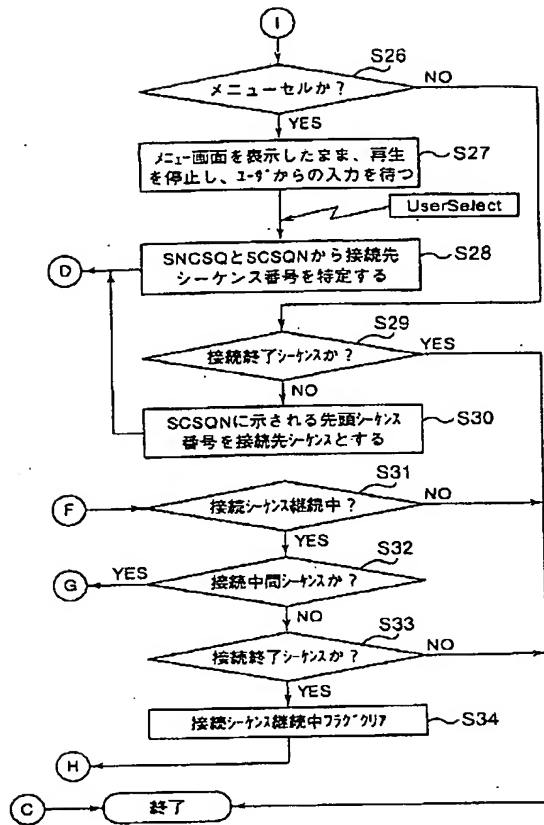 I
S26
メニューセルか?
NO
YES
メニュー画面を表示したまま、再生
を停止し、ユーザからの入力を待つ
S27
UserSelect
SNCSQとSCSQNから接続先
シーケンス番号を特定する
S28
D
S29
接続終了シーケンスか?
YES
NO
SCSQNに示される先頭シーケンス
番号を接続先シーケンスとする
S30
S31
F
接続シーケンス継続中?
NO
YES
S32
G
YES
接続中間シーケンスか?
NO
S33
接続終了シーケンスか?
NO
YES
接続シーケンス継続中フラグクリア
S34
H
C
終了